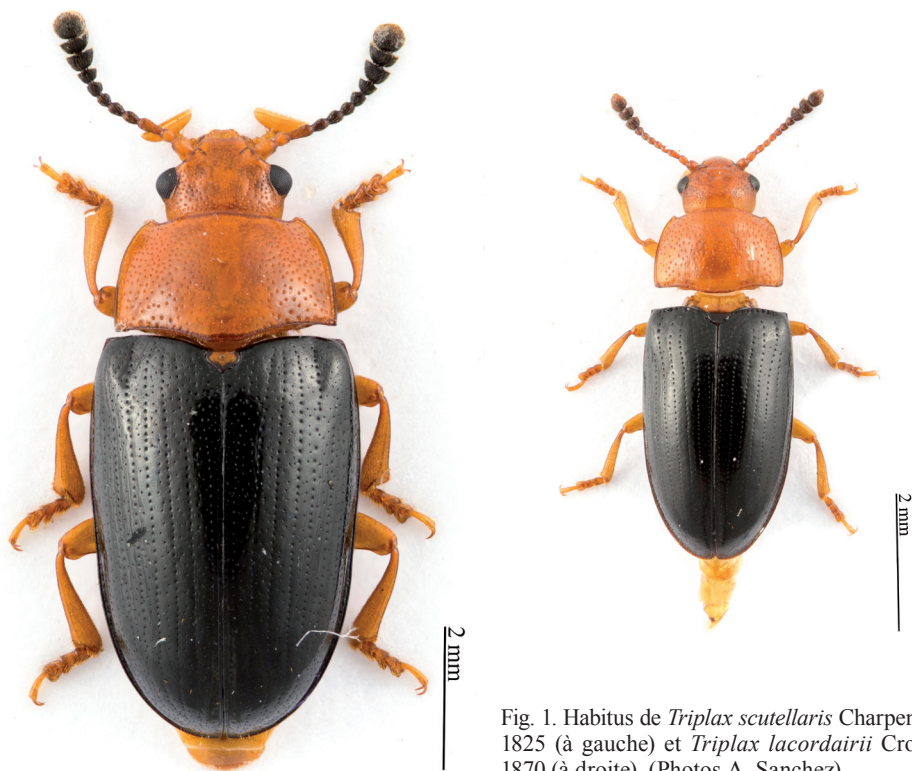 2 mm
2 mm
Fig. 1. Habitus de Triplax scutellaris Charpen
1825 (à gauche) et Triplax lacordairii Cro
1870 (à droite). (Photos A. Sanchez)